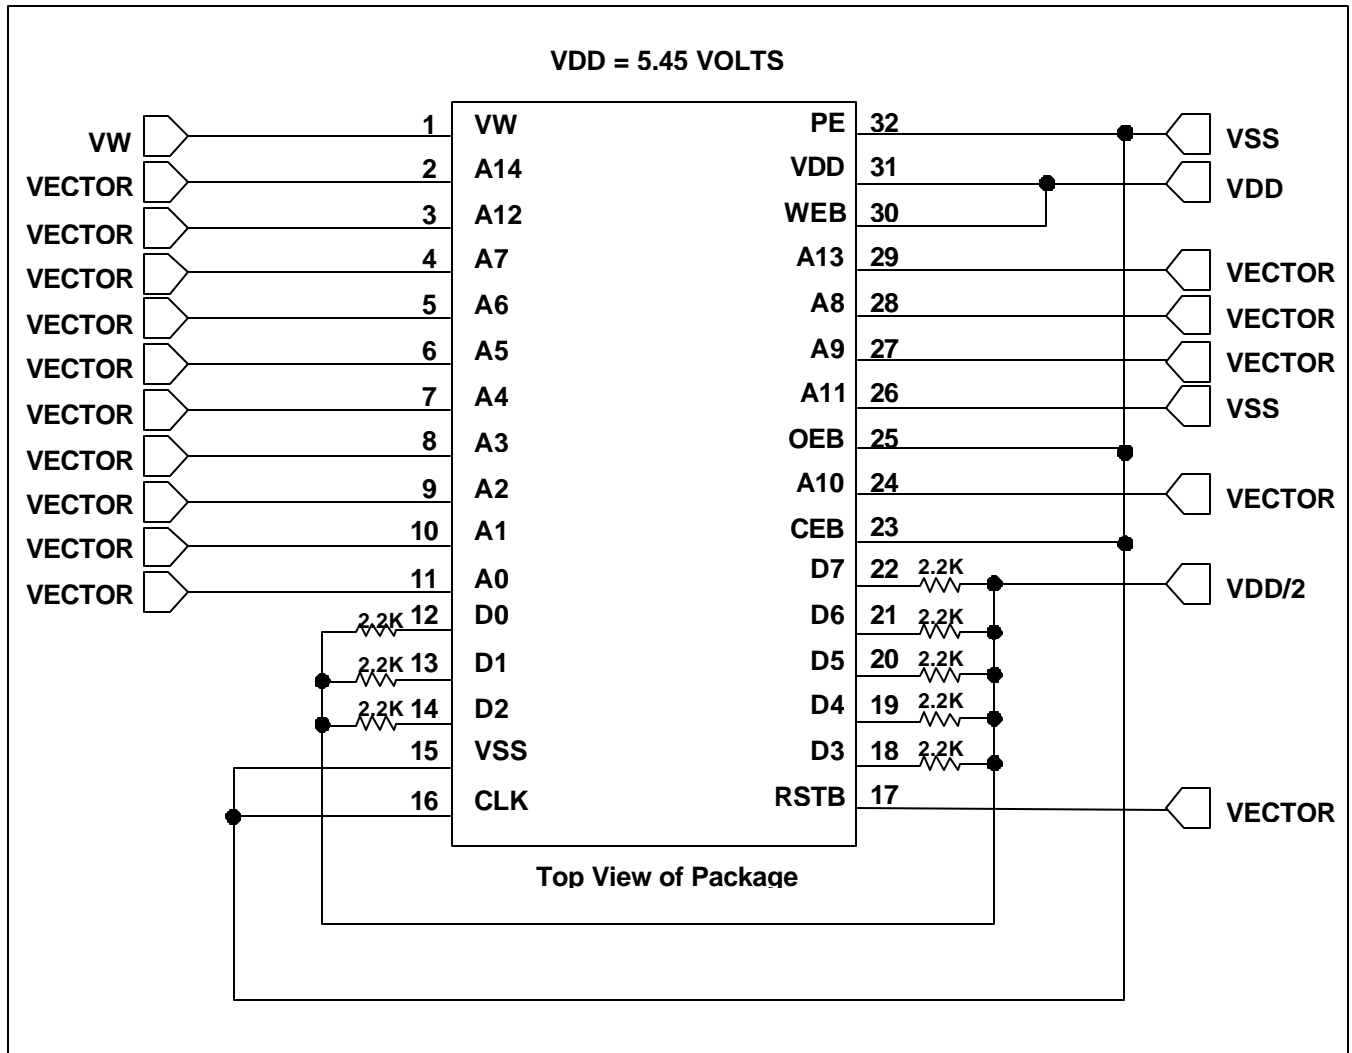 VDD = 5.45 VOLTS
VW 1 VW PE 32 VSS
VECTOR 2 A14 VDD 31 VDD
VECTOR 3 A12 WEB 30
VECTOR 4 A7 A13 29 VECTOR
VECTOR 5 A6 A8 28 VECTOR
VECTOR 6 A5 A9 27 VECTOR
VECTOR 7 A4 A11 26 VSS
VECTOR 8 A3 OEB 25
VECTOR 9 A2 A10 24 VECTOR
VECTOR 10 A1 CEB 23
VECTOR 11 A0 D7 22 2.2K VDD/2
2.2K 12 D0 D6 21 2.2K
2.2K 13 D1 D5 20 2.2K
2.2K 14 D2 D4 19 2.2K
15 VSS D3 18 2.2K
16 CLK RSTB 17 VECTOR
Top View of Package